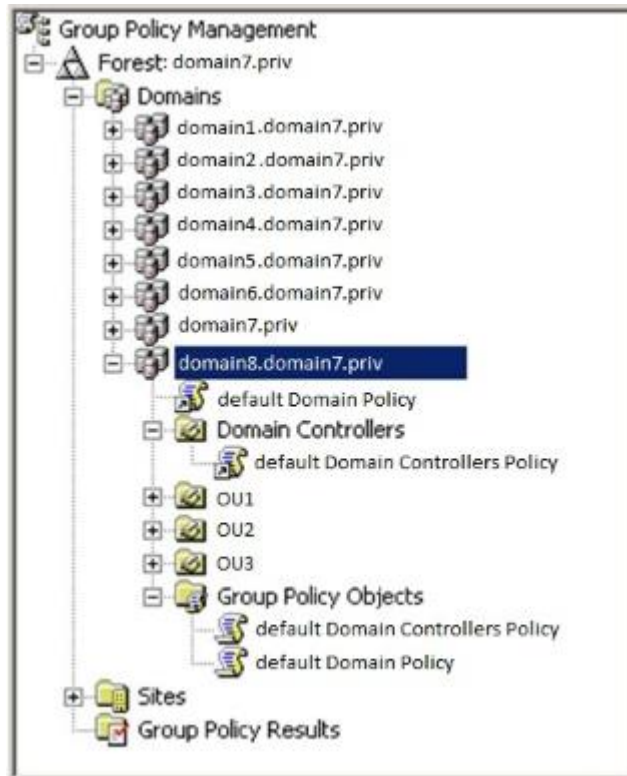 Group Policy Management
Forest: domain7.priv
Domains
domain1.domain7.priv
domain2.domain7.priv
domain3.domain7.priv
domain4.domain7.priv
domain5.domain7.priv
domain6.domain7.priv
domain7.priv
domain8.domain7.priv
default Domain Policy
Domain Controllers
default Domain Controllers Policy
OU1
OU2
OU3
Group Policy Objects
default Domain Controllers Policy
default Domain Policy
Sites
Group Policy Results